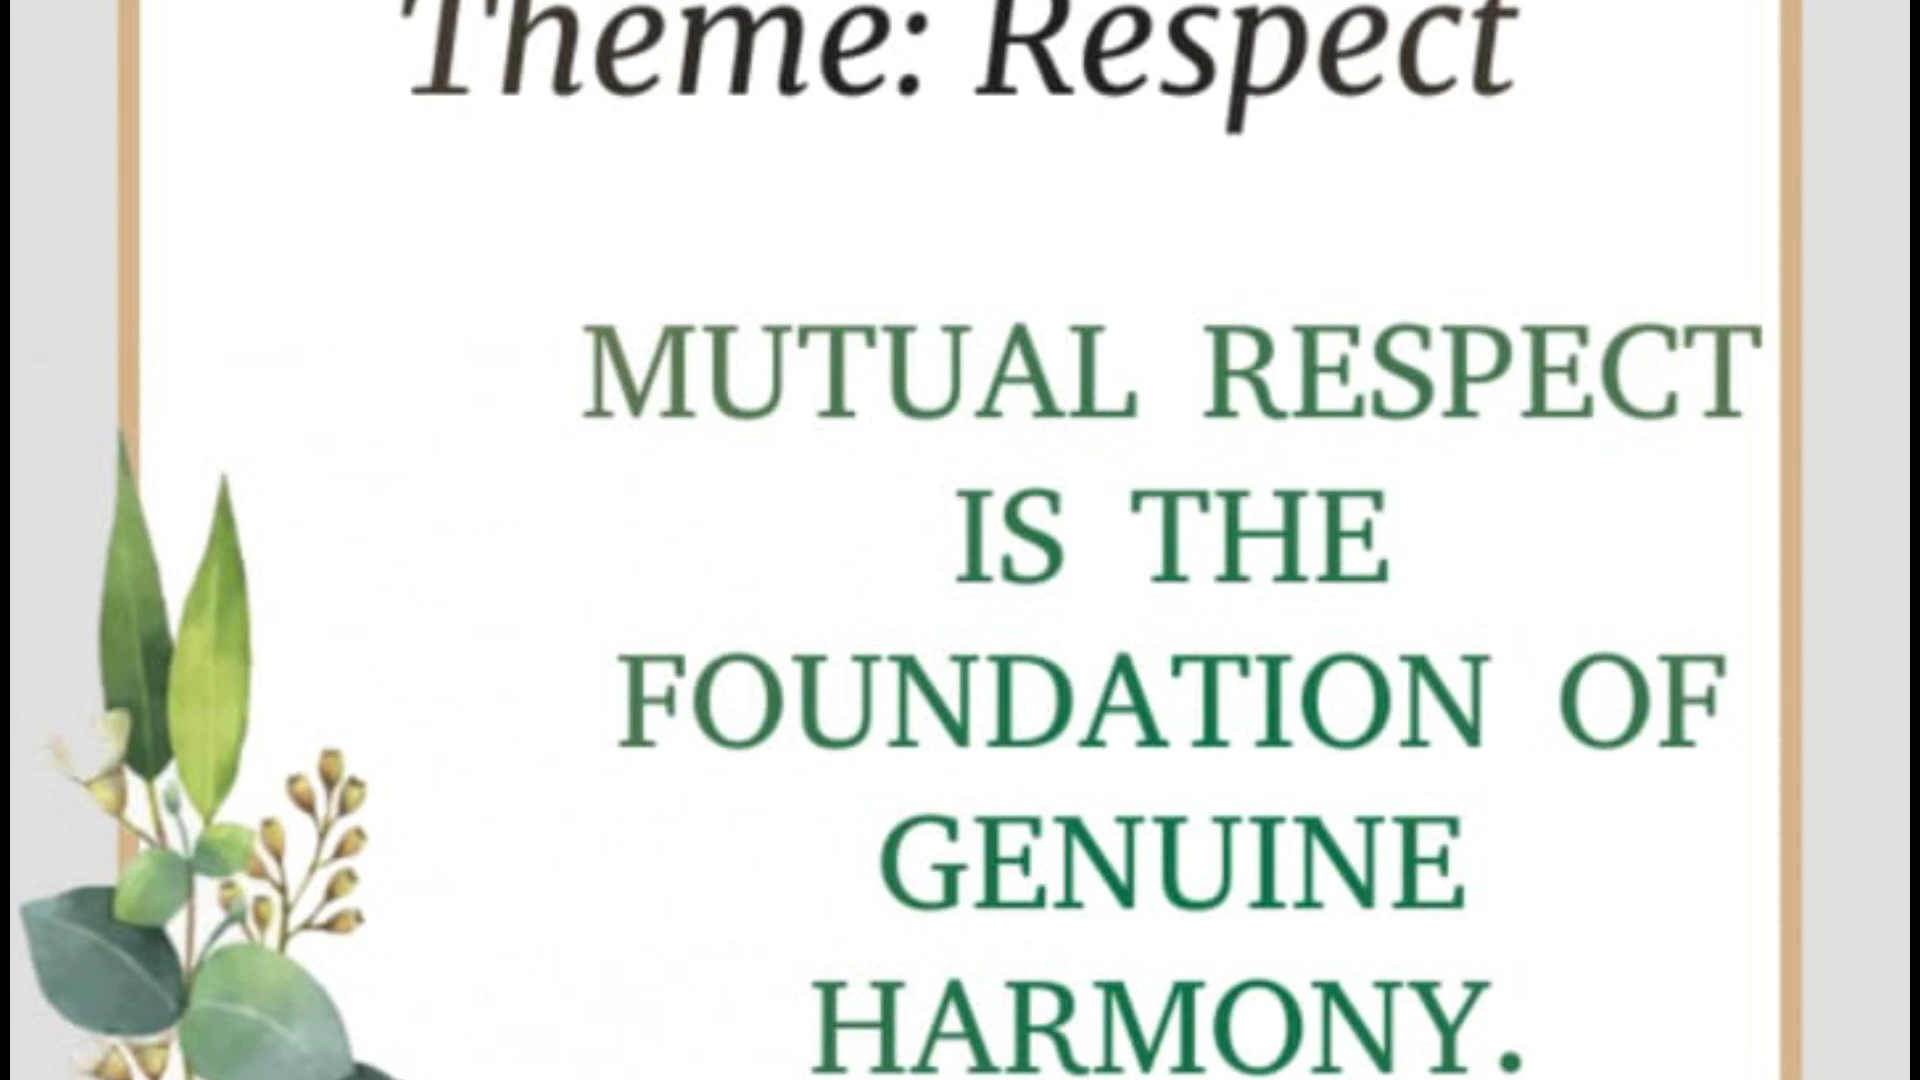 Theme: Respect
MUTUAL RESPECT
IS THE
FOUNDATION OF
GENUINE
HARMONY.